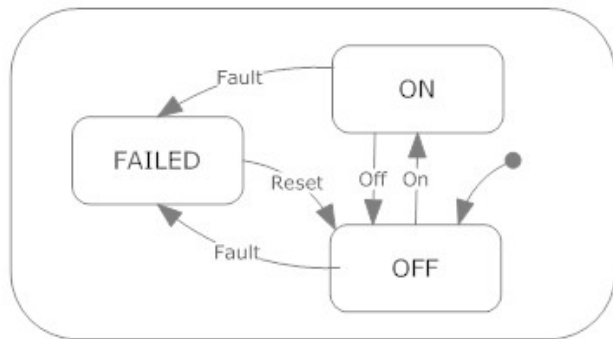 Fault
ON
FAILED
Reset
Off
On
Fault
OFF